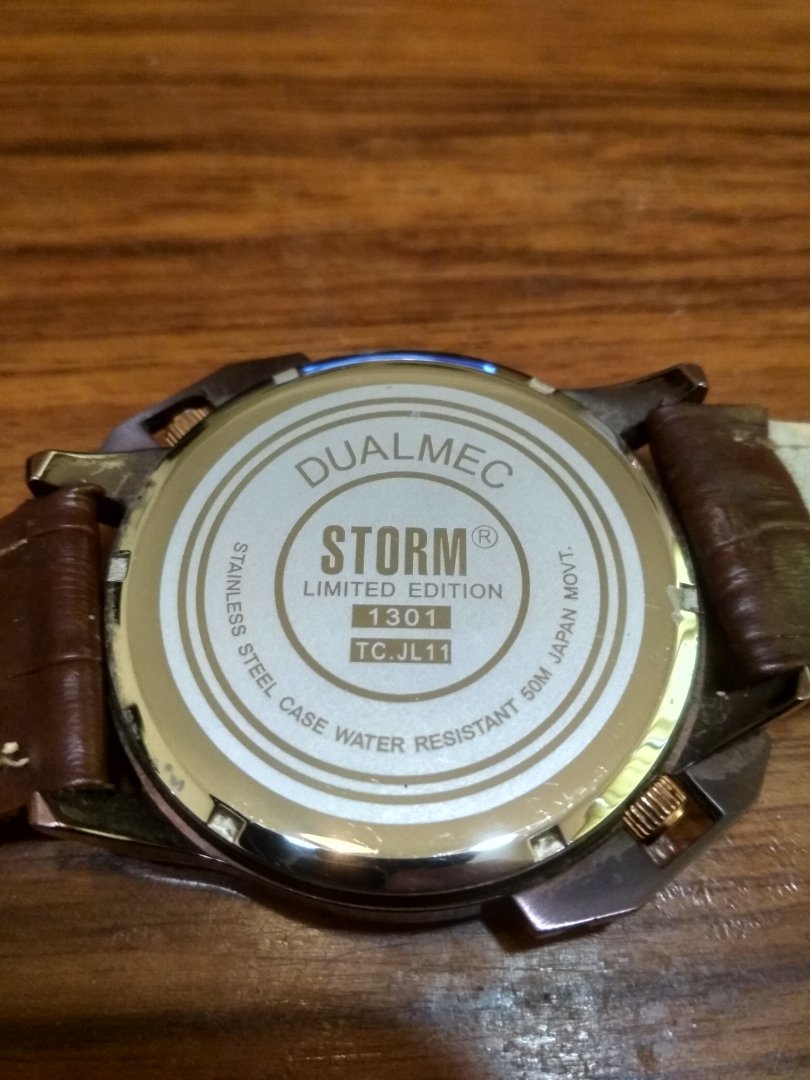 DUALMEC
STORM®
LIMITED EDITION
1301
TC.JL11
STAINLESS STEEL CASE WATER RESISTANT 50M JAPAN MOVT.